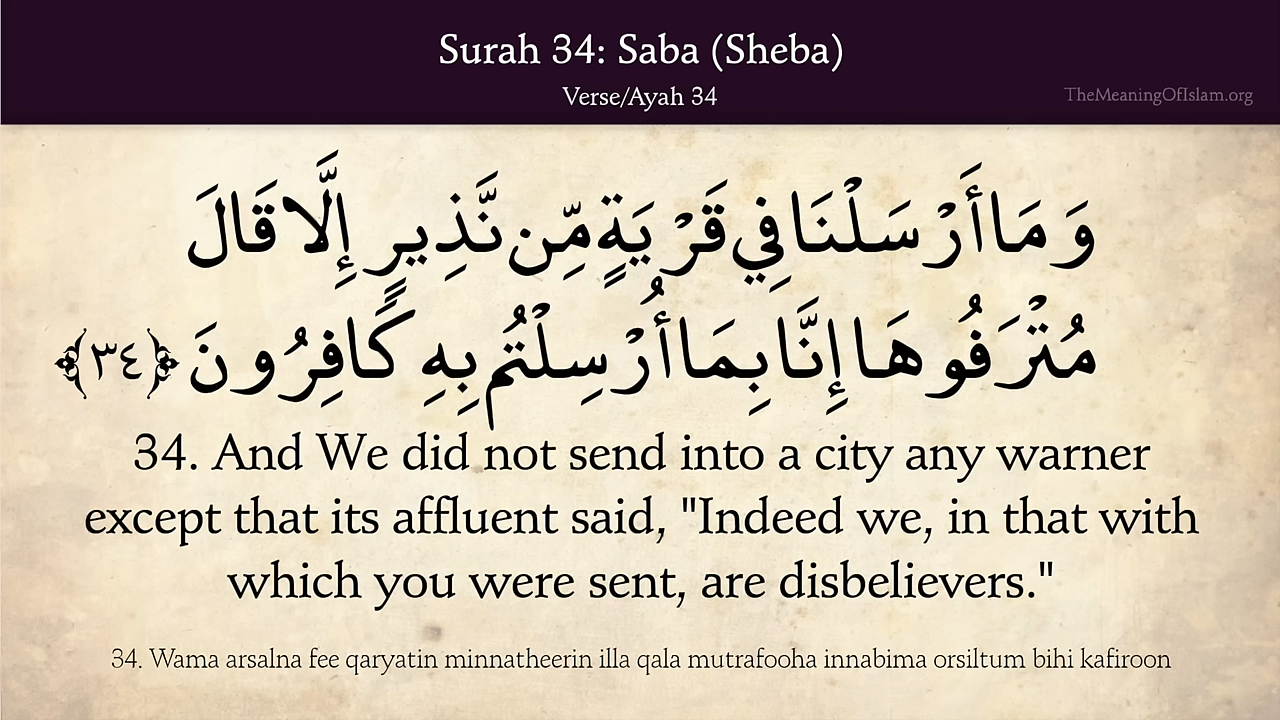 Surah 34: Saba (Sheba)
Verse/Ayah 34
TheMeaningOfIslam.org
وَمَا أَرْسَلْنَا فِي قَرْيَةٍ مِّن نَّذِيرٍ إِلَّا قَالَ
مُتْرَفُوهَا إِنَّا بِمَا أُرْسِلْتُم بِهِ كَافِرُونَ ﴿٣٤﴾
34. And We did not send into a city any warner
except that its affluent said, "Indeed we, in that with
which you were sent, are disbelievers."
34. Wama arsalna fee qaryatin minnatheerin illa qala mutrafooha innabima orsiltum bihi kafiroon